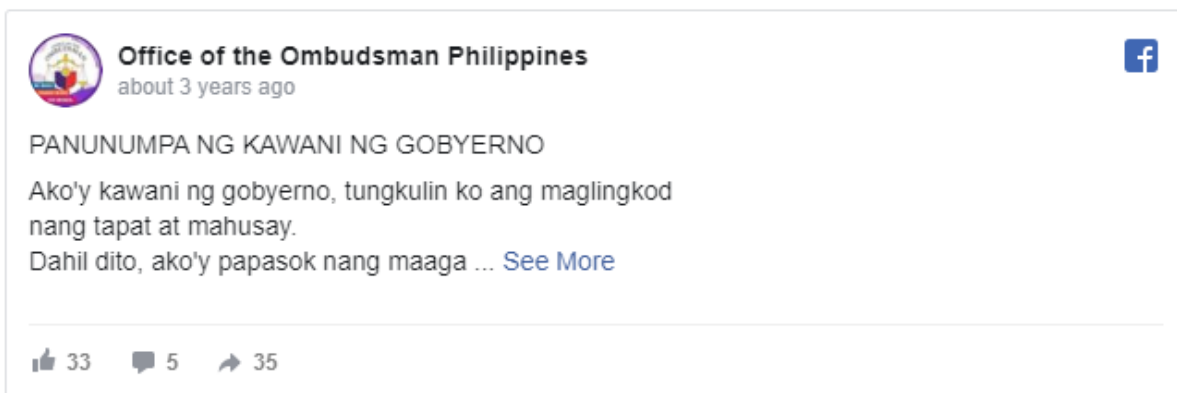 Office of the Ombudsman Philippines
about 3 years ago
PANUNUMPA NG KAWANI NG GOBYERNO
Ako'y kawani ng gobyerno, tungkulin ko ang maglingkod
nang tapat at mahusay.
Dahil dito, ako'y papasok nang maaga ... See More
33 5 35